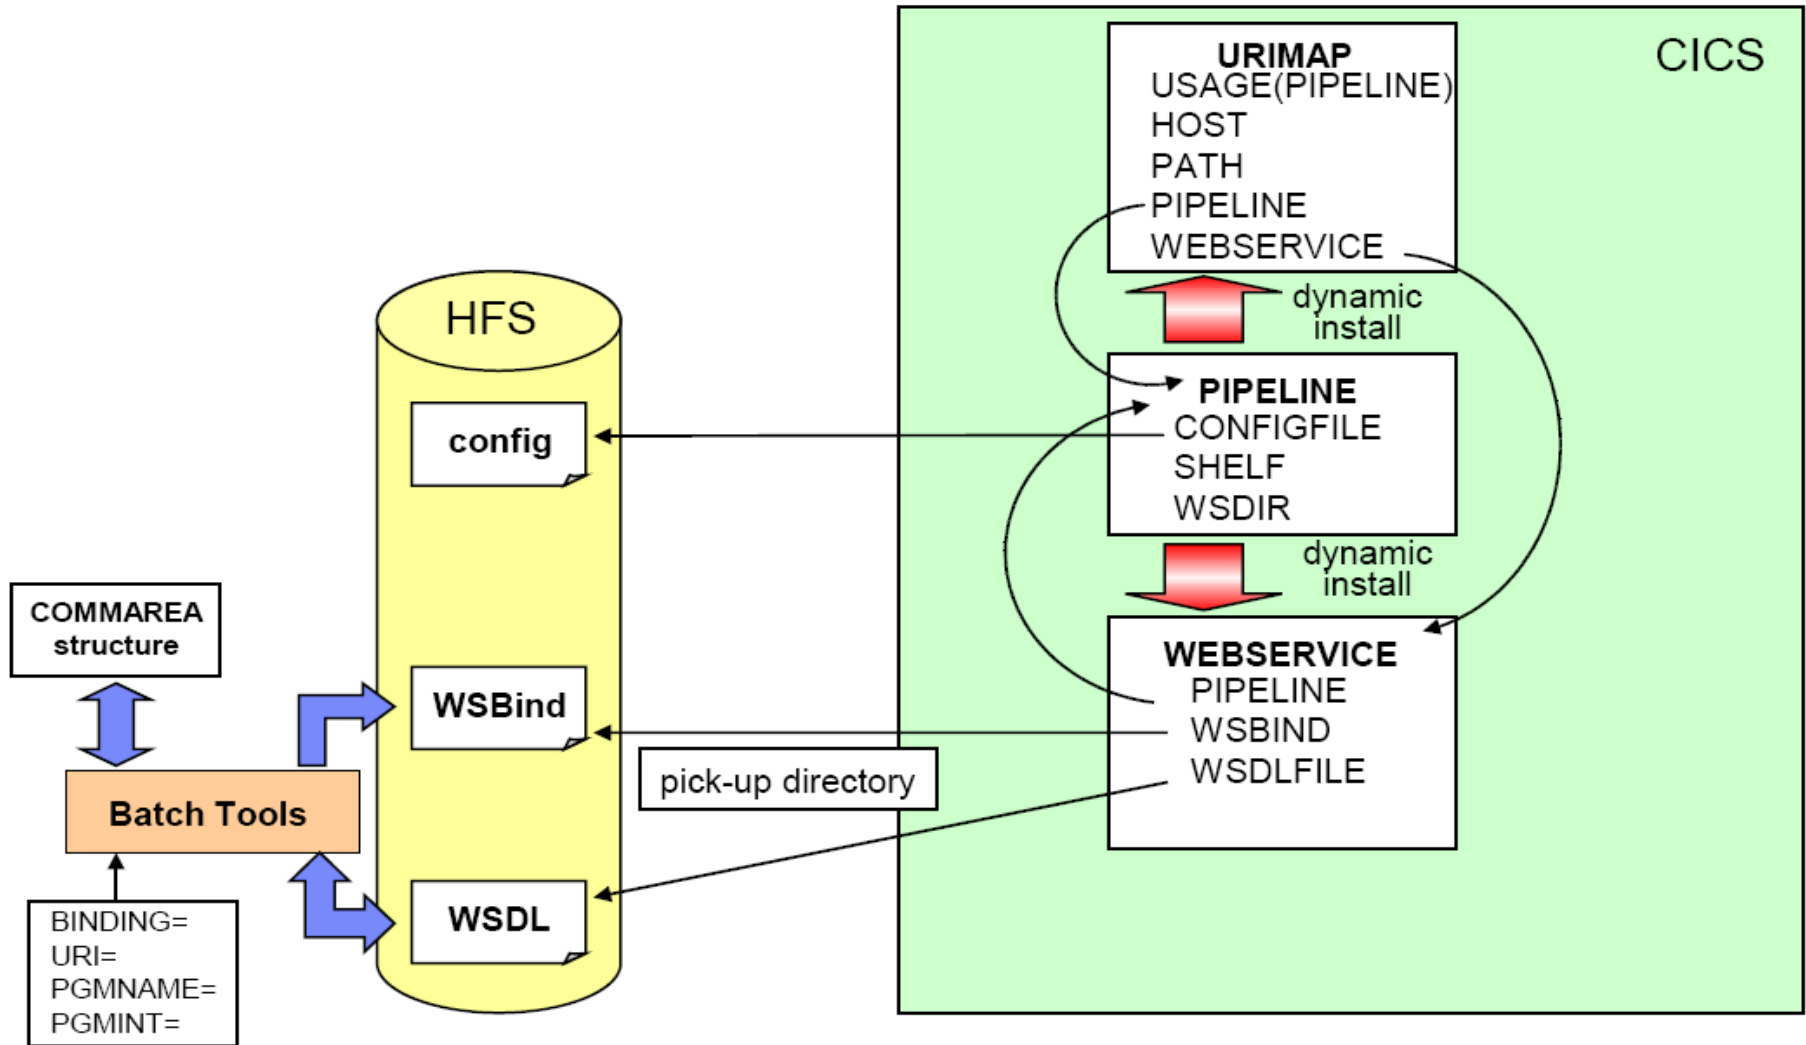 CICS
URIMAP
USAGE(PIPELINE)
HOST
PATH
PIPELINE
WEBSERVICE
dynamic
install
PIPELINE
CONFIGFILE
SHELF
WSDIR
dynamic
install
WEBSERVICE
PIPELINE
WSBIND
WSDLFILE
HFS
config
WSBind
WSDL
pick-up directory
COMMAREA
structure
Batch Tools
BINDING=
URI=
PGMNAME=
PGMINT=